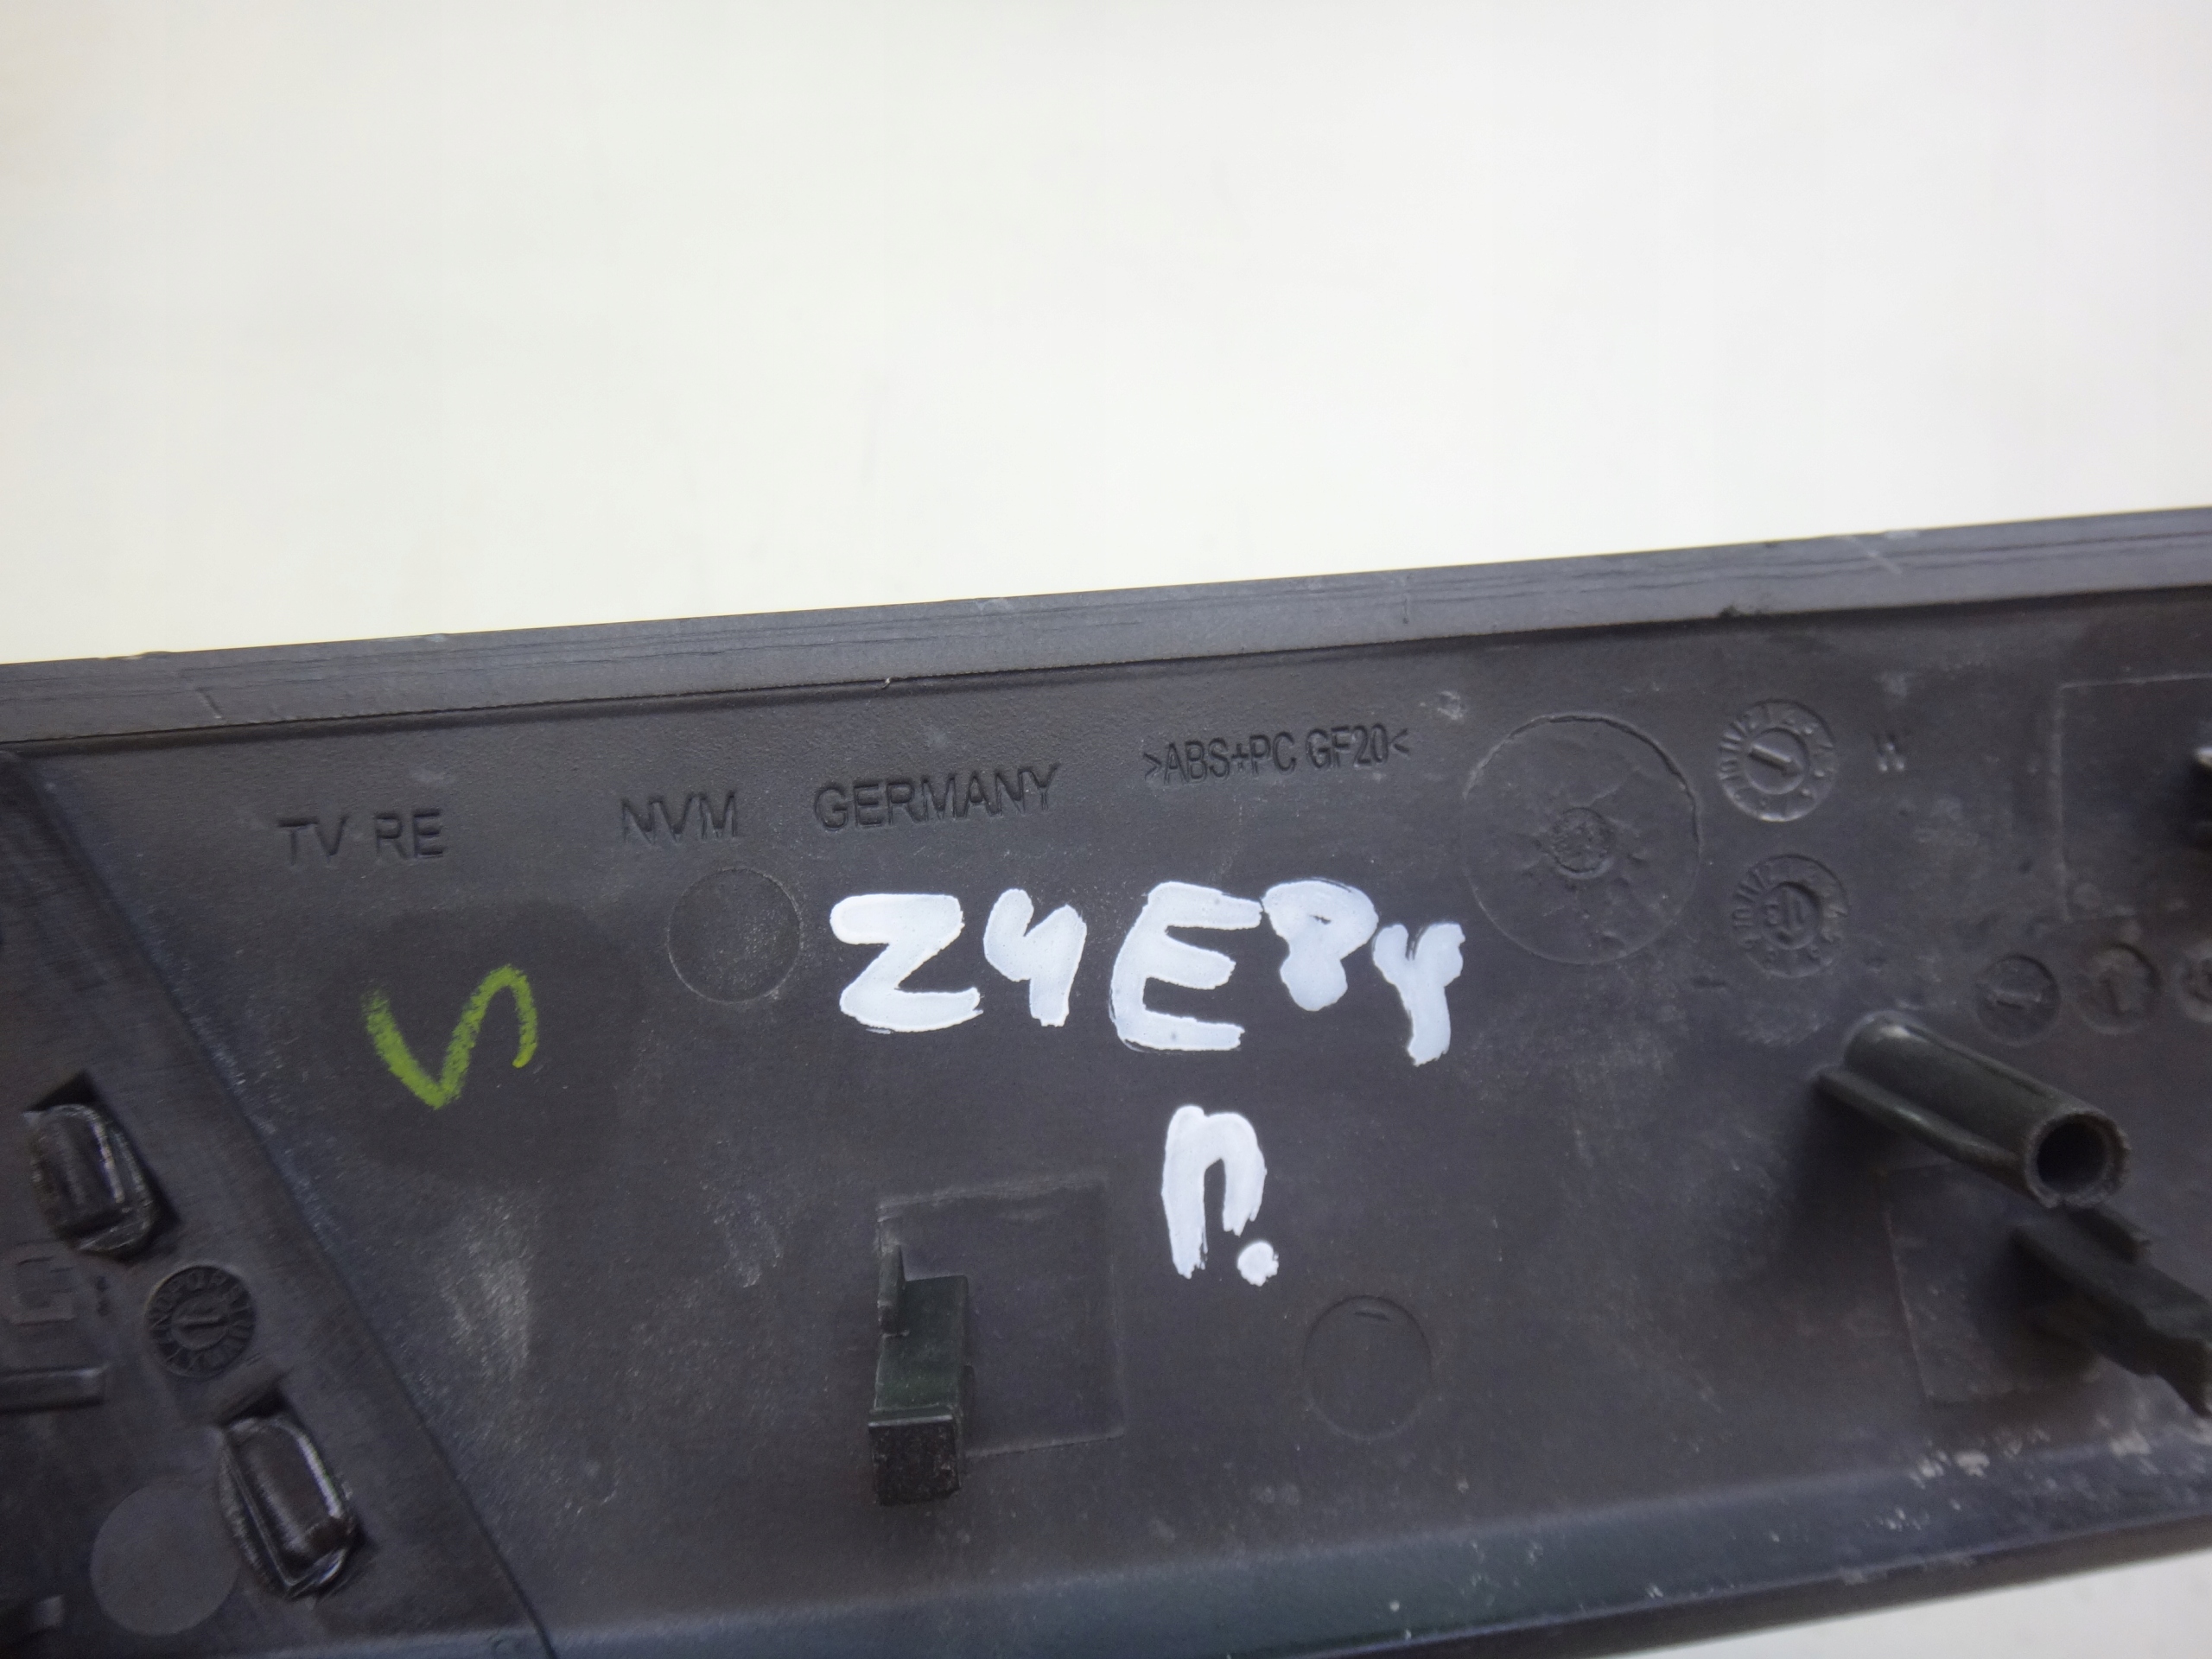 TV RE NVM GERMANY >ABS+PC GF20< W
Z4E84
П.